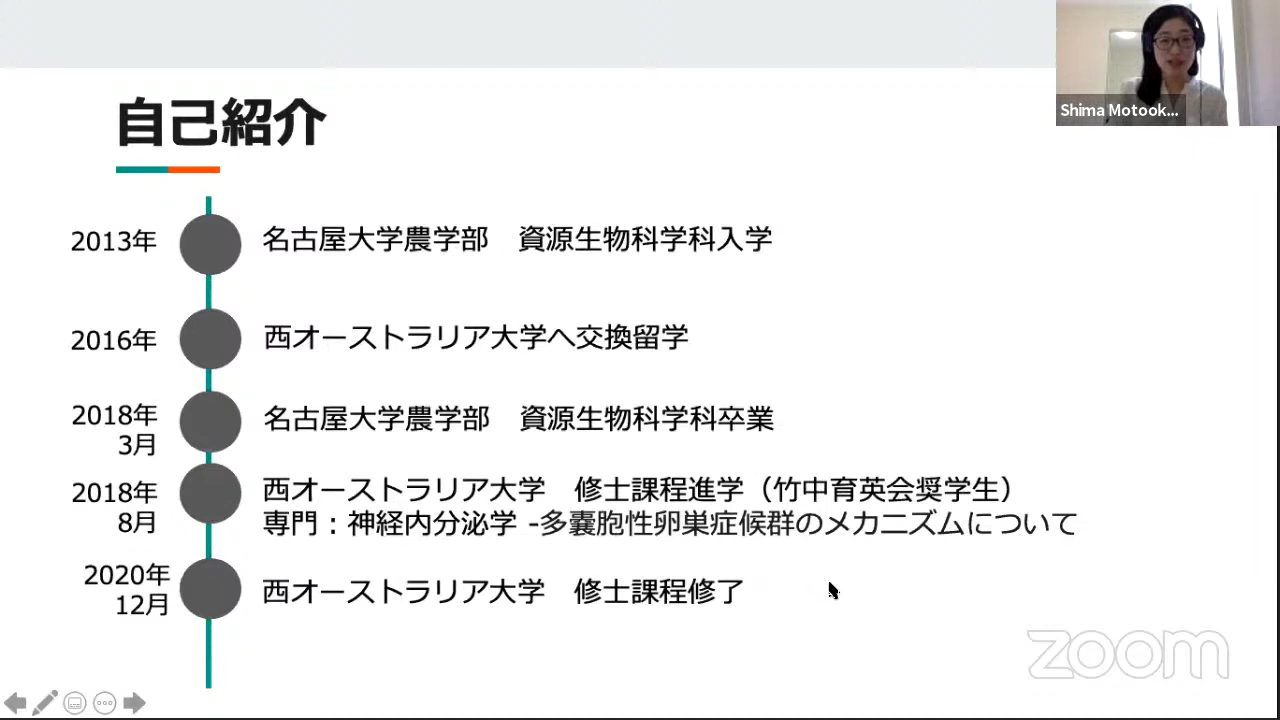 Shima Motook...
自己紹介
2013年
名古屋大学農学部　資源生物科学科入学
2016年
西オーストラリア大学へ交換留学
2018年
3月
名古屋大学農学部　資源生物科学科卒業
2018年
8月
西オーストラリア大学　修士課程進学（竹中育英会奨学生）
専門：神経内分泌学 -多嚢胞性卵巣症候群のメカニズムについて
2020年
12月
西オーストラリア大学　修士課程修了
zoom